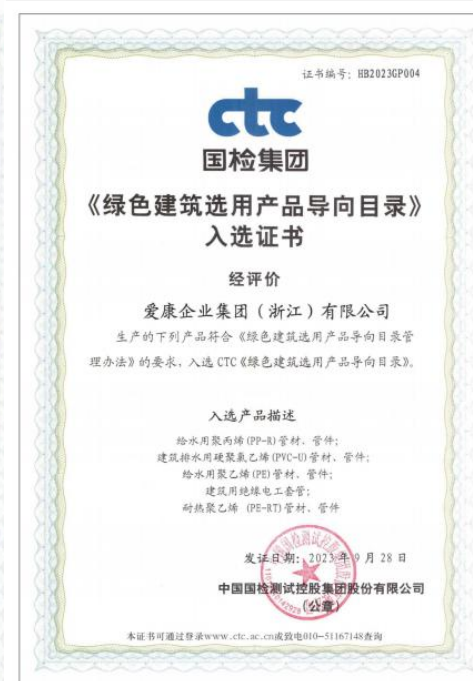 证书编号：HB2023GP004
ctc
国检集团
《绿色建筑选用产品导向目录》
入选证书
经评价
爱康企业集团（浙江）有限公司
生产的下列产品符合《绿色建筑选用产品导向目录管
理办法》的要求，入选 CTC《绿色建筑选用产品导向目录》。
入选产品描述
给水用聚丙烯(PP-R)管材、管件；
建筑排水用硬聚氯乙烯(PVC-U)管材、管件；
给水用聚乙烯(PE)管材、管件；
建筑用绝缘电工套管；
耐热聚乙烯 (PE-RT)管材、管件
发证日期：2023 年 9 月 28 日
中国国检测试控股集团股份有限公司
（公章）
本证书可通过登录www.ctc.ac.cn或致电010-51167148查询